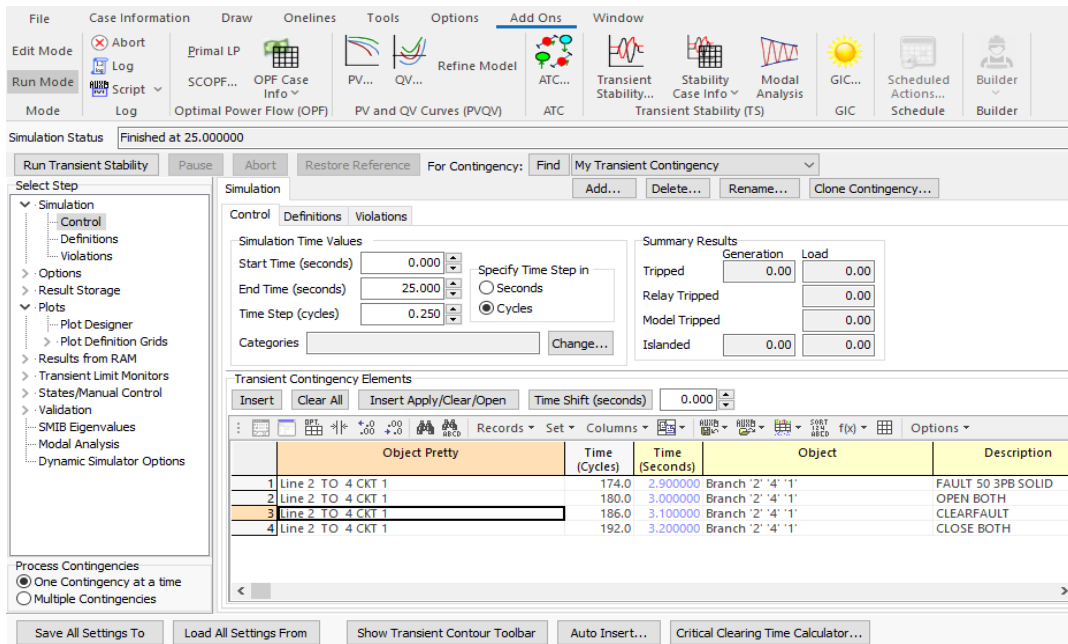 File Case Information Draw Onelines Tools Options Add Ons Window
Edit Mode Abort Primal LP
Log
Run Mode Script SCOPF... OPF Case Info PV... QV... Refine Model ATC... Transient Stability... Stability Case Info Modal Analysis GIC... Scheduled Actions... Builder
Mode Log Optimal Power Flow (OPF) PV and QV Curves (PVQV) ATC Transient Stability (TS) GIC Schedule Builder
Simulation Status Finished at 25.000000
Run Transient Stability Pause Abort Restore Reference For Contingency: Find My Transient Contingency
Add... Delete... Rename... Clone Contingency...
Select Step
Simulation
Control
Definitions
Violations
Options
Result Storage
Plots
Plot Designer
Plot Definition Grids
Results from RAM
Transient Limit Monitors
States/Manual Control
Validation
SMIB Eigenvalues
Modal Analysis
Dynamic Simulator Options
Process Contingencies
One Contingency at a time
Multiple Contingencies
Simulation
Control Definitions Violations
Simulation Time Values
Start Time (seconds) 0.000
End Time (seconds) 25.000
Time Step (cycles) 0.250
Specify Time Step in
Seconds
Cycles
Categories Change...
Summary Results
Generation Load
Tripped 0.00 0.00
Relay Tripped 0.00
Model Tripped 0.00
Islanded 0.00 0.00
Transient Contingency Elements
Insert Clear All Insert Apply/Clear/Open Time Shift (seconds) 0.000
Records Set Columns f(x) Options
Object Pretty Time (Cycles) Time (Seconds) Object Description
1 Line 2 TO 4 CKT 1 174.0 2.900000 Branch '2' '4' '1' FAULT 50 3PB SOLID
2 Line 2 TO 4 CKT 1 180.0 3.000000 Branch '2' '4' '1' OPEN BOTH
3 Line 2 TO 4 CKT 1 186.0 3.100000 Branch '2' '4' '1' CLEARFAULT
4 Line 2 TO 4 CKT 1 192.0 3.200000 Branch '2' '4' '1' CLOSE BOTH
Save All Settings To Load All Settings From Show Transient Contour Toolbar Auto Insert... Critical Clearing Time Calculator...